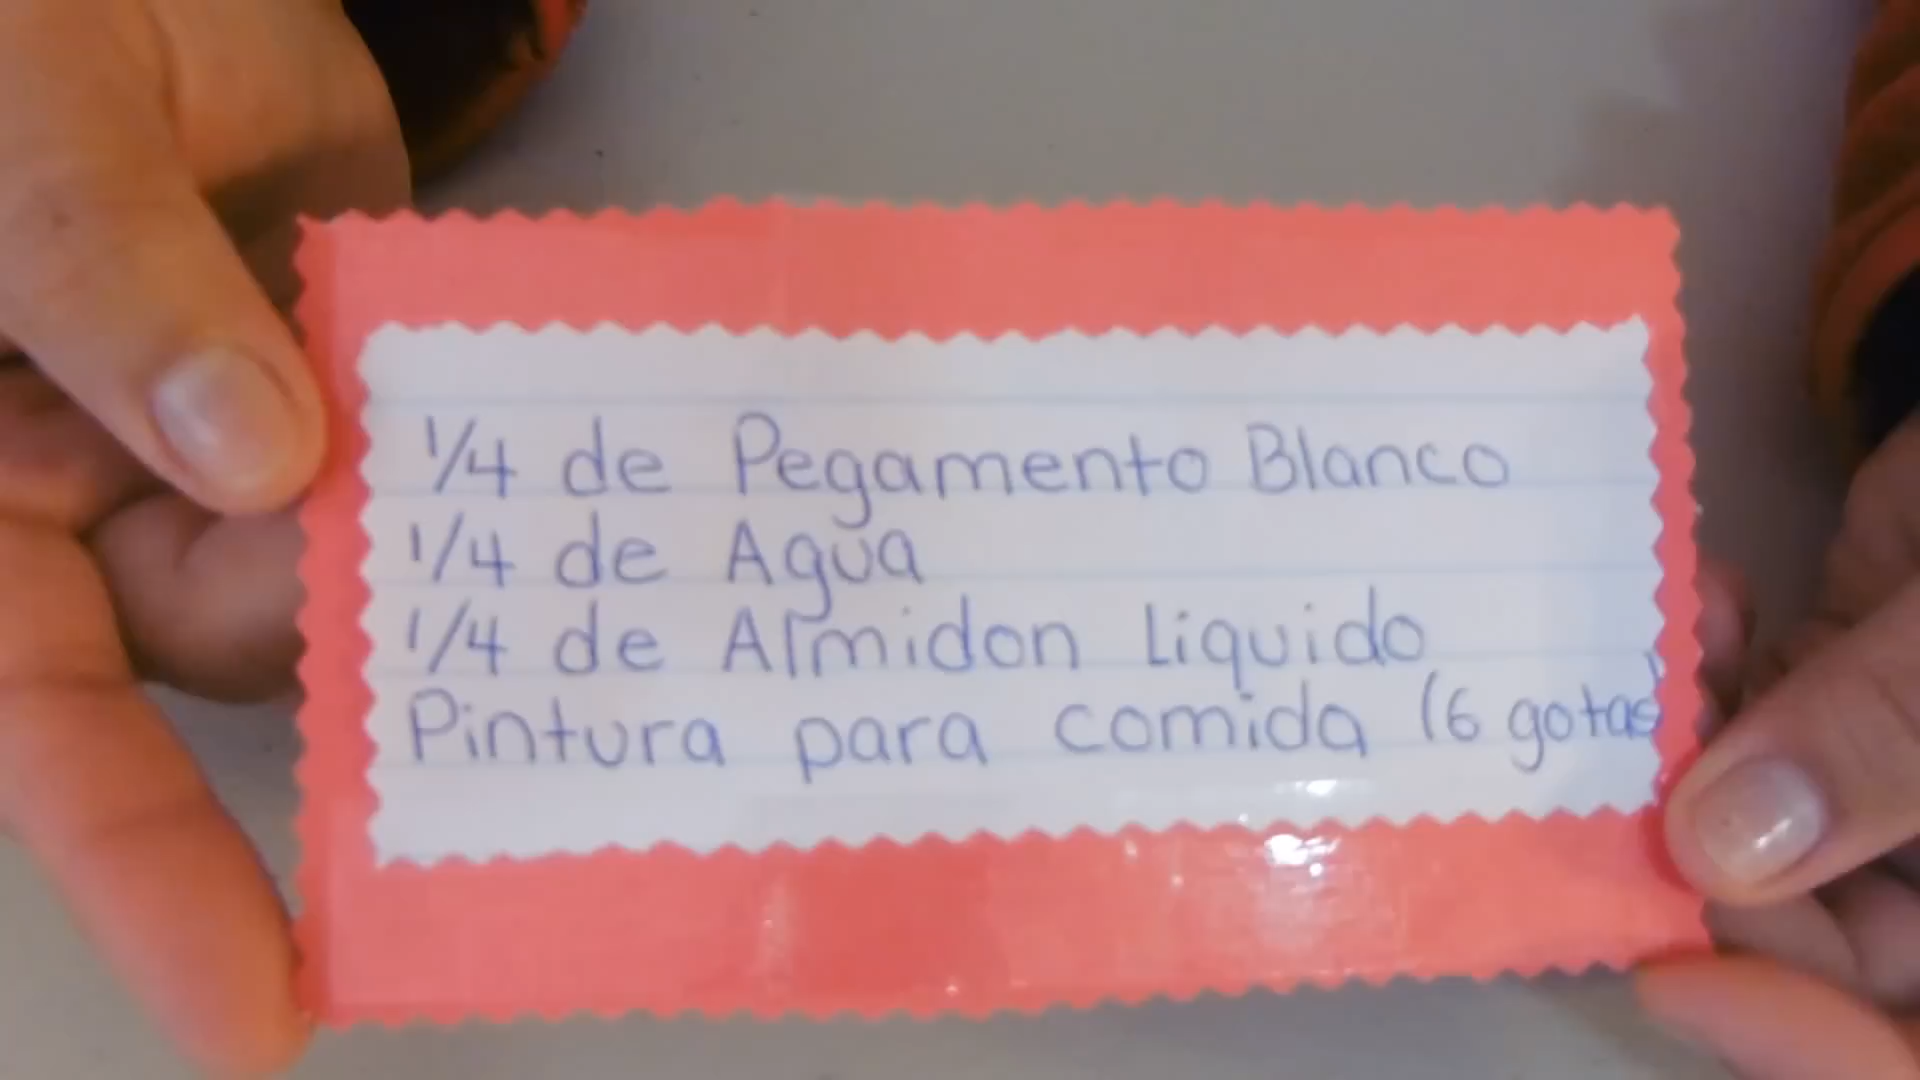 1/4 de Pegamento Blanco
1/4 de Agua
1/4 de Almidon Liquido
Pintura para comida (6 gotas)